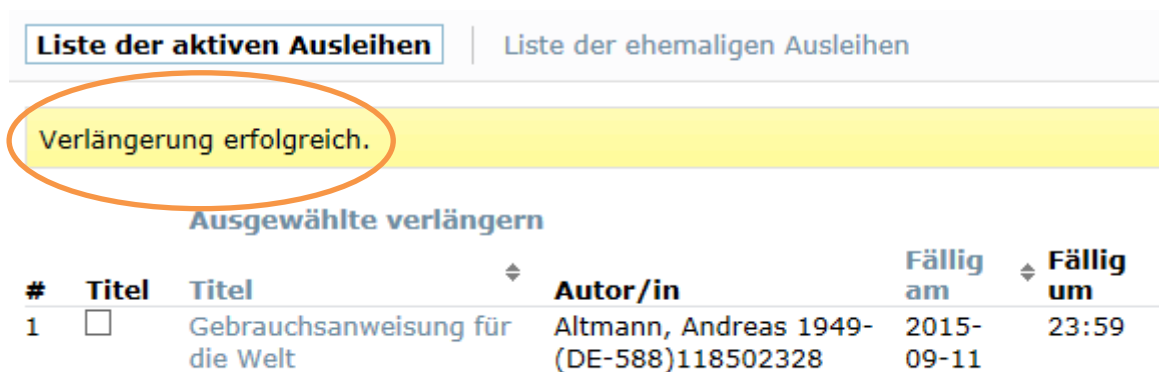 Liste der aktiven Ausleihen Liste der ehemaligen Ausleihen
Verlängerung erfolgreich.
Ausgewählte verlängern
# Titel Titel Autor/in Fällig am Fällig um
1 Gebrauchsanweisung für die Welt Altmann, Andreas 1949- (DE-588)118502328 2015-09-11 23:59